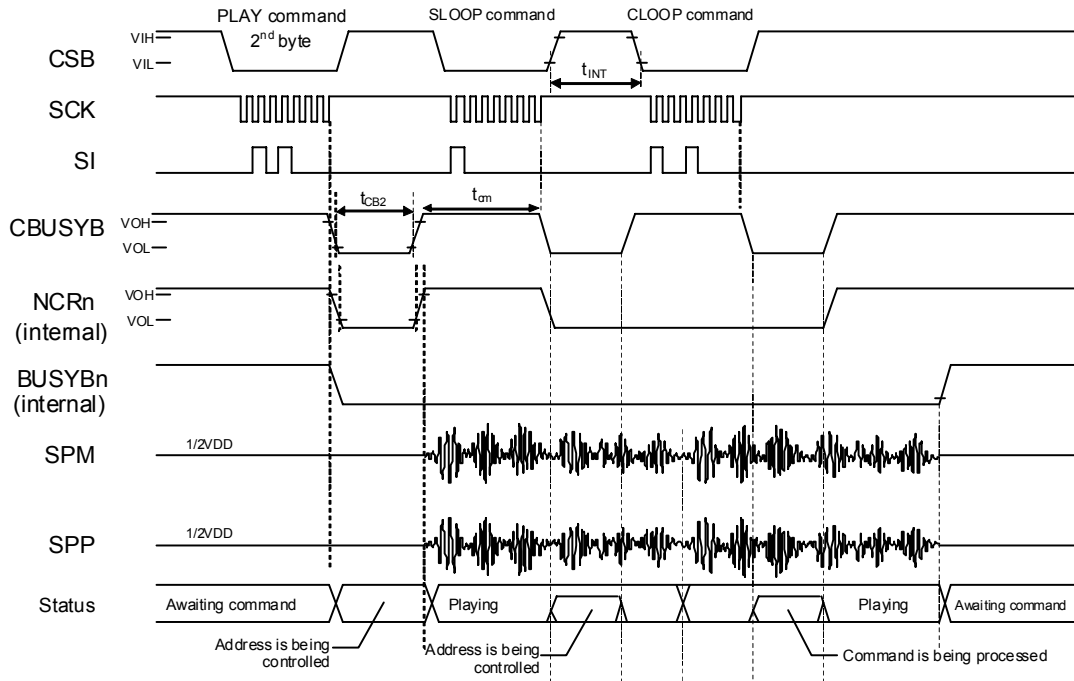 PLAY command
2nd byte
SLOOP command
CLOOP command
VIH
CSB
VIL
tINT
SCK
SI
tCB2
tcm
CBUSYB
VOH
VOL
NCRn
(internal)
VOH
VOL
BUSYBn
(internal)
SPM
1/2VDD
SPP
1/2VDD
Status
Awaiting command
Playing
Playing
Awaiting command
Address is being
controlled
Address is being
controlled
Command is being processed